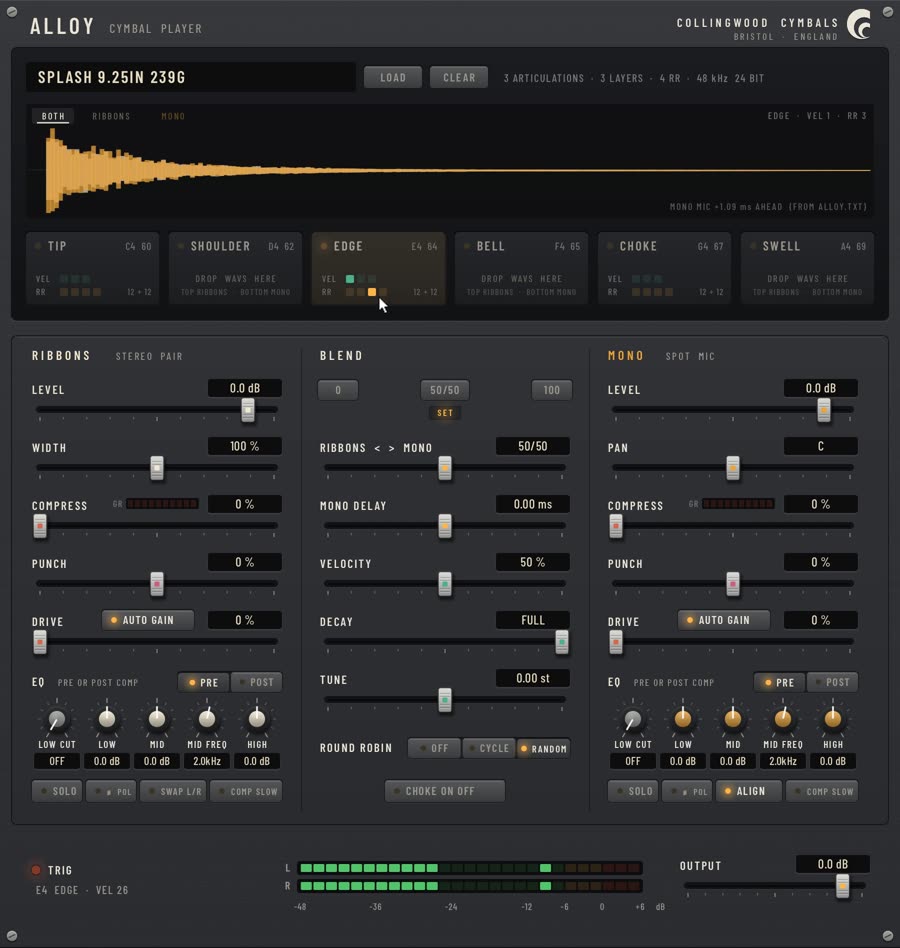 ALLOY CYMBAL PLAYER
COLLINGWOOD CYMBALS
BRISTOL · ENGLAND
SPLASH 9.25IN 239G
LOAD CLEAR
3 ARTICULATIONS · 3 LAYERS · 4 RR · 48 kHz 24 BIT
BOTH RIBBONS MONO
EDGE · VEL 1 · RR 3
MONO MIC +1.09 ms AHEAD (FROM ALLOY.TXT)
TIP C4 60
VEL
RR 12 + 12
SHOULDER D4 62
DROP WAVS HERE
TOP RIBBONS · BOTTOM MONO
EDGE E4 64
VEL
RR 12 + 12
BELL F4 65
DROP WAVS HERE
TOP RIBBONS · BOTTOM MONO
CHOKE G4 67
VEL
RR 12 + 12
SWELL A4 69
DROP WAVS HERE
TOP RIBBONS · BOTTOM MONO
RIBBONS STEREO PAIR
LEVEL 0.0 dB
WIDTH 100 %
COMPRESS GR 0 %
PUNCH 0 %
DRIVE AUTO GAIN 0 %
EQ PRE OR POST COMP PRE POST
LOW CUT LOW MID MID FREQ HIGH
OFF 0.0 dB 0.0 dB 2.0kHz 0.0 dB
SOLO ø POL SWAP L/R COMP SLOW
BLEND
0 50/50 100
SET
RIBBONS < > MONO 50/50
MONO DELAY 0.00 ms
VELOCITY 50 %
DECAY FULL
TUNE 0.00 st
ROUND ROBIN OFF CYCLE RANDOM
CHOKE ON OFF
MONO SPOT MIC
LEVEL 0.0 dB
PAN C
COMPRESS GR 0 %
PUNCH 0 %
DRIVE AUTO GAIN 0 %
EQ PRE OR POST COMP PRE POST
LOW CUT LOW MID MID FREQ HIGH
OFF 0.0 dB 0.0 dB 2.0kHz 0.0 dB
SOLO ø POL ALIGN COMP SLOW
TRIG
E4 EDGE · VEL 26
L
R
-48 -36 -24 -12 -6 0 +6 dB
OUTPUT 0.0 dB